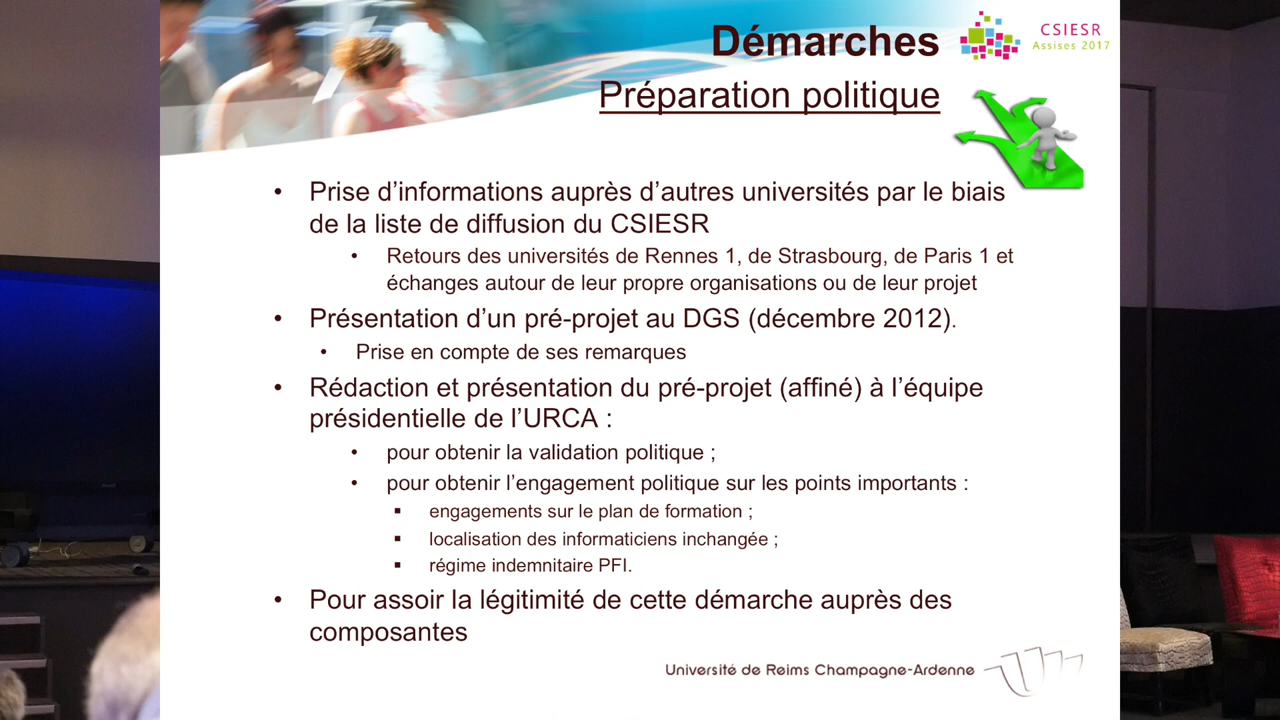 Démarches
CSIESR
Assises 2017
Préparation politique
• Prise d’informations auprès d’autres universités par le biais
de la liste de diffusion du CSIESR
• Retours des universités de Rennes 1, de Strasbourg, de Paris 1 et
échanges autour de leur propre organisations ou de leur projet
• Présentation d’un pré-projet au DGS (décembre 2012).
• Prise en compte de ses remarques
• Rédaction et présentation du pré-projet (affiné) à l’équipe
présidentielle de l’URCA :
• pour obtenir la validation politique ;
• pour obtenir l’engagement politique sur les points importants :
▪ engagements sur le plan de formation ;
▪ localisation des informaticiens inchangée ;
▪ régime indemnitaire PFI.
• Pour assoir la légitimité de cette démarche auprès des
composantes
Université de Reims Champagne-Ardenne